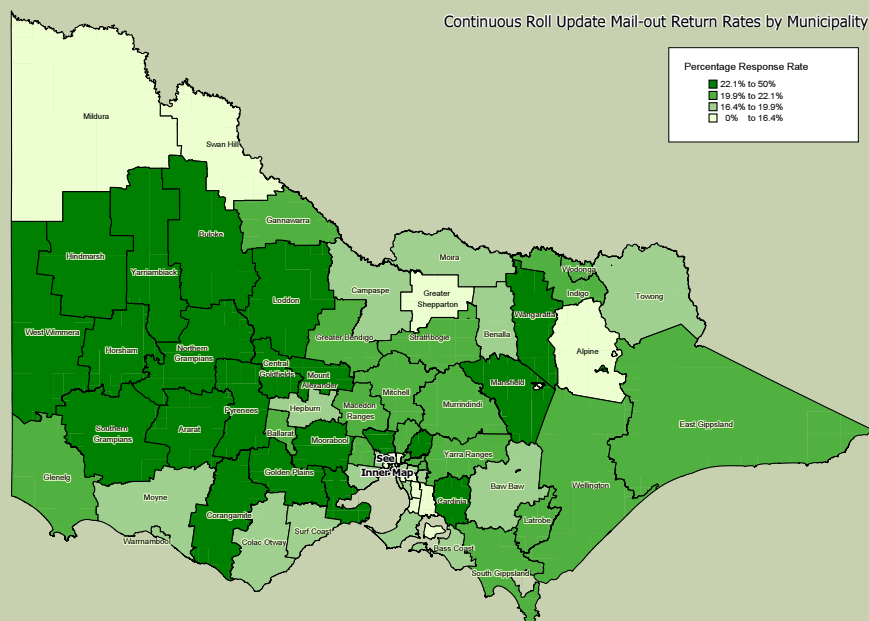 Continuous Roll Update Mail-out Return Rates by Municipality
Percentage Response Rate
22.1% to 50%
19.9% to 22.1%
16.4% to 19.9%
0% to 16.4%
Mildura
Swan Hill
Gannawarra
Buloke
Hindmarsh
Yarriambiack
Loddon
Moira
Campaspe
Greater
Shepparton
Wodonga
Indigo
Towong
Wangaratta
West Wimmera
Horsham
Northern
Grampians
Greater Bendigo
Strathbogie
Benalla
Alpine
Central
Goldfields
Mount
Alexander
Mansfield
Mitchell
Murrindindi
Macedon
Ranges
Hepburn
Pyrenees
Southern
Grampians
Ararat
Ballarat
Moorabool
East Gippsland
Yarra Ranges
See
Inner Map
Golden Plains
Glenelg
Moyne
Corangamite
Cardinia
Baw Baw
Wellington
Latrobe
Warrnambool
Colac Otway
Surf Coast
Bass Coast
South Gippsland